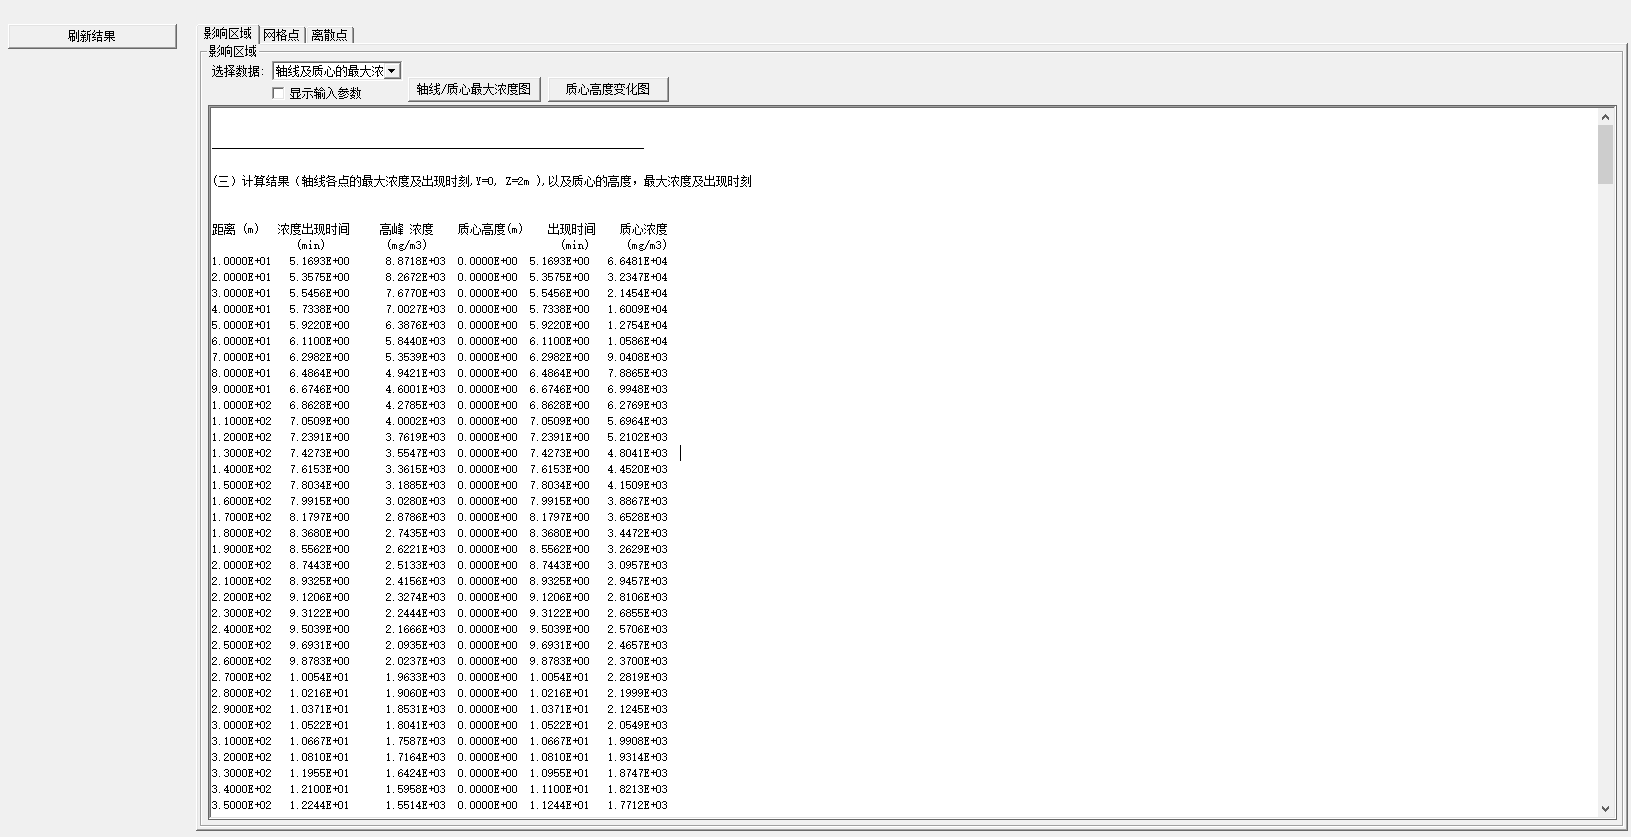 刷新结果
影响区域 网格点 离散点
影响区域
选择数据: 轴线及质心的最大浓
显示输入参数 轴线/质心最大浓度图 质心高度变化图
(三) 计算结果 (轴线各点的最大浓度及出现时刻,Y=0, Z=2m ),以及质心的高度, 最大浓度及出现时刻
距离 (m) 浓度出现时间 高峰 浓度 质心高度(m) 出现时间 质心浓度
(min) (mg/m3) (min) (mg/m3)
1.0000E+01 5.1693E+00 8.8718E+03 0.0000E+00 5.1693E+00 6.6481E+04
2.0000E+01 5.3575E+00 8.2672E+03 0.0000E+00 5.3575E+00 3.2347E+04
3.0000E+01 5.5456E+00 7.6770E+03 0.0000E+00 5.5456E+00 2.1454E+04
4.0000E+01 5.7338E+00 7.0027E+03 0.0000E+00 5.7338E+00 1.6009E+04
5.0000E+01 5.9220E+00 6.3876E+03 0.0000E+00 5.9220E+00 1.2754E+04
6.0000E+01 6.1100E+00 5.8440E+03 0.0000E+00 6.1100E+00 1.0586E+04
7.0000E+01 6.2982E+00 5.3539E+03 0.0000E+00 6.2982E+00 9.0408E+03
8.0000E+01 6.4864E+00 4.9421E+03 0.0000E+00 6.4864E+00 7.8865E+03
9.0000E+01 6.6746E+00 4.6001E+03 0.0000E+00 6.6746E+00 6.9948E+03
1.0000E+02 6.8628E+00 4.2785E+03 0.0000E+00 6.8628E+00 6.2769E+03
1.1000E+02 7.0509E+00 4.0002E+03 0.0000E+00 7.0509E+00 5.6964E+03
1.2000E+02 7.2391E+00 3.7619E+03 0.0000E+00 7.2391E+00 5.2102E+03
1.3000E+02 7.4273E+00 3.5547E+03 0.0000E+00 7.4273E+00 4.8041E+03
1.4000E+02 7.6153E+00 3.3615E+03 0.0000E+00 7.6153E+00 4.4520E+03
1.5000E+02 7.8034E+00 3.1885E+03 0.0000E+00 7.8034E+00 4.1509E+03
1.6000E+02 7.9915E+00 3.0280E+03 0.0000E+00 7.9915E+00 3.8867E+03
1.7000E+02 8.1797E+00 2.8786E+03 0.0000E+00 8.1797E+00 3.6528E+03
1.8000E+02 8.3680E+00 2.7435E+03 0.0000E+00 8.3680E+00 3.4472E+03
1.9000E+02 8.5562E+00 2.6221E+03 0.0000E+00 8.5562E+00 3.2629E+03
2.0000E+02 8.7443E+00 2.5133E+03 0.0000E+00 8.7443E+00 3.0957E+03
2.1000E+02 8.9325E+00 2.4156E+03 0.0000E+00 8.9325E+00 2.9457E+03
2.2000E+02 9.1206E+00 2.3274E+03 0.0000E+00 9.1206E+00 2.8106E+03
2.3000E+02 9.3122E+00 2.2444E+03 0.0000E+00 9.3122E+00 2.6855E+03
2.4000E+02 9.5039E+00 2.1666E+03 0.0000E+00 9.5039E+00 2.5706E+03
2.5000E+02 9.6931E+00 2.0935E+03 0.0000E+00 9.6931E+00 2.4657E+03
2.6000E+02 9.8783E+00 2.0237E+03 0.0000E+00 9.8783E+00 2.3700E+03
2.7000E+02 1.0054E+01 1.9633E+03 0.0000E+00 1.0054E+01 2.2819E+03
2.8000E+02 1.0216E+01 1.9060E+03 0.0000E+00 1.0216E+01 2.1999E+03
2.9000E+02 1.0371E+01 1.8531E+03 0.0000E+00 1.0371E+01 2.1245E+03
3.0000E+02 1.0522E+01 1.8041E+03 0.0000E+00 1.0522E+01 2.0549E+03
3.1000E+02 1.0667E+01 1.7587E+03 0.0000E+00 1.0667E+01 1.9908E+03
3.2000E+02 1.0810E+01 1.7164E+03 0.0000E+00 1.0810E+01 1.9314E+03
3.3000E+02 1.1955E+01 1.6424E+03 0.0000E+00 1.0955E+01 1.8747E+03
3.4000E+02 1.2100E+01 1.5958E+03 0.0000E+00 1.1100E+01 1.8213E+03
3.5000E+02 1.2244E+01 1.5514E+03 0.0000E+00 1.1244E+01 1.7712E+03